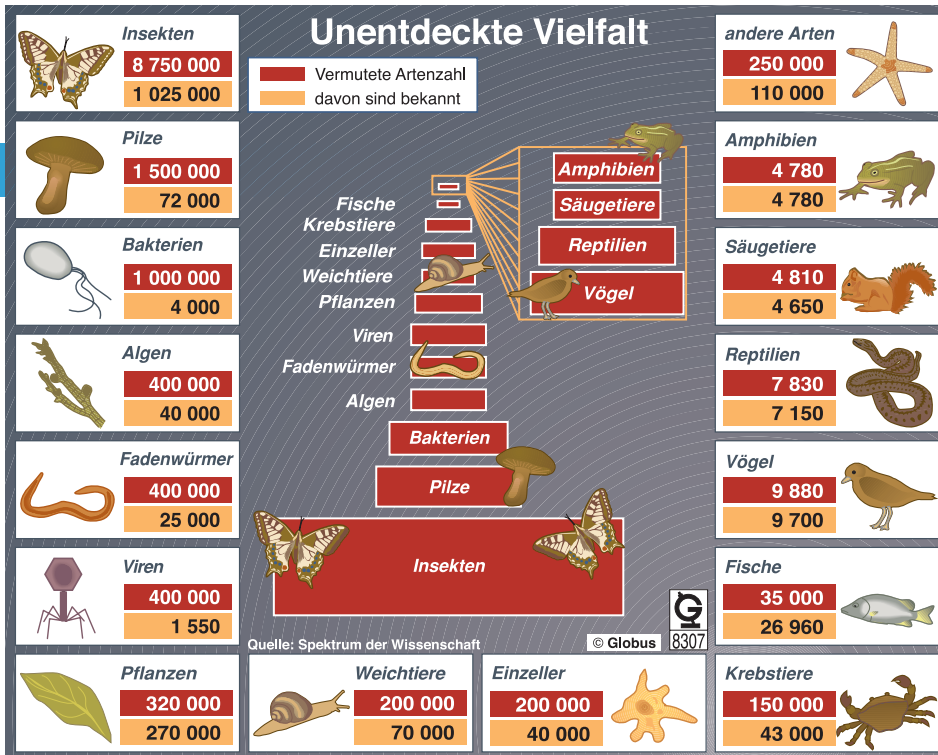 Unentdeckte Vielfalt
Vermutete Artenzahl
davon sind bekannt
Insekten
8 750 000
1 025 000
Pilze
1 500 000
72 000
Bakterien
1 000 000
4 000
Algen
400 000
40 000
Fadenwürmer
400 000
25 000
Viren
400 000
1 550
Pflanzen
320 000
270 000
Weichtiere
200 000
70 000
Einzeller
200 000
40 000
Krebstiere
150 000
43 000
andere Arten
250 000
110 000
Amphibien
4 780
4 780
Säugetiere
4 810
4 650
Reptilien
7 830
7 150
Vögel
9 880
9 700
Fische
35 000
26 960
Amphibien
Säugetiere
Reptilien
Vögel
Fische
Krebstiere
Einzeller
Weichtiere
Pflanzen
Viren
Fadenwürmer
Algen
Bakterien
Pilze
Insekten
Quelle: Spektrum der Wissenschaft
© Globus
G
8307